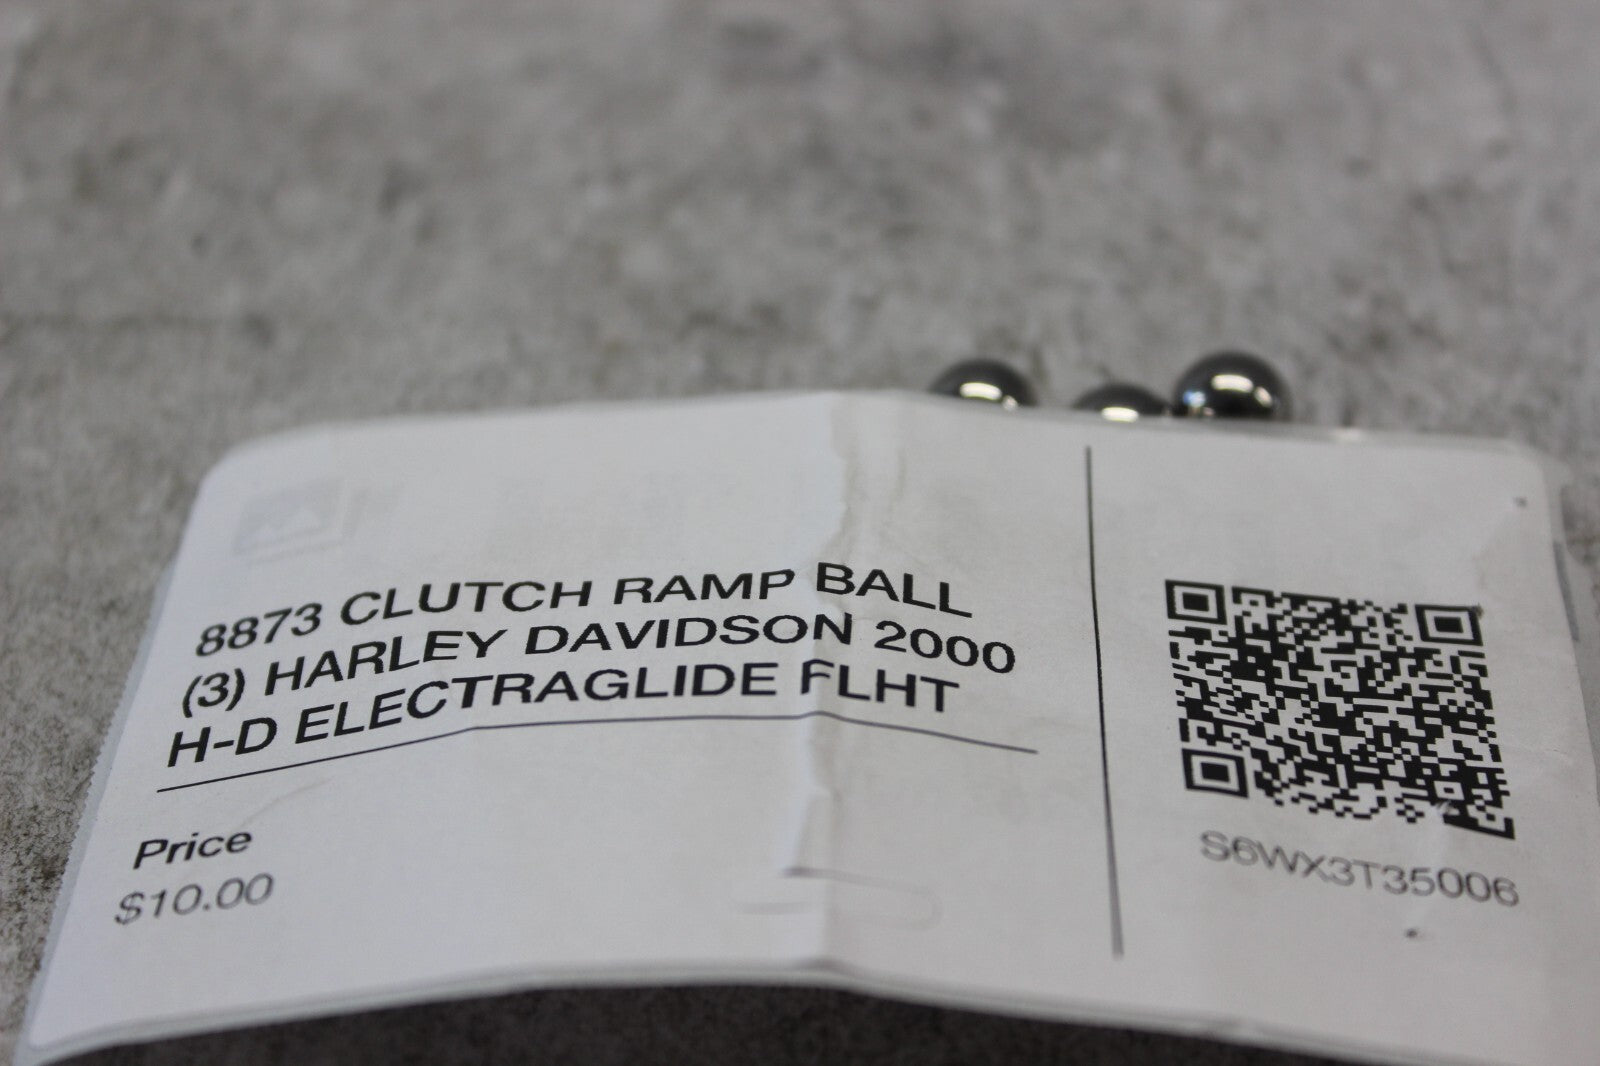 8873 CLUTCH RAMP BALL
(3) HARLEY DAVIDSON 2000
H-D ELECTRAGLIDE FLHT
Price
$10.00
S6WX3T35006